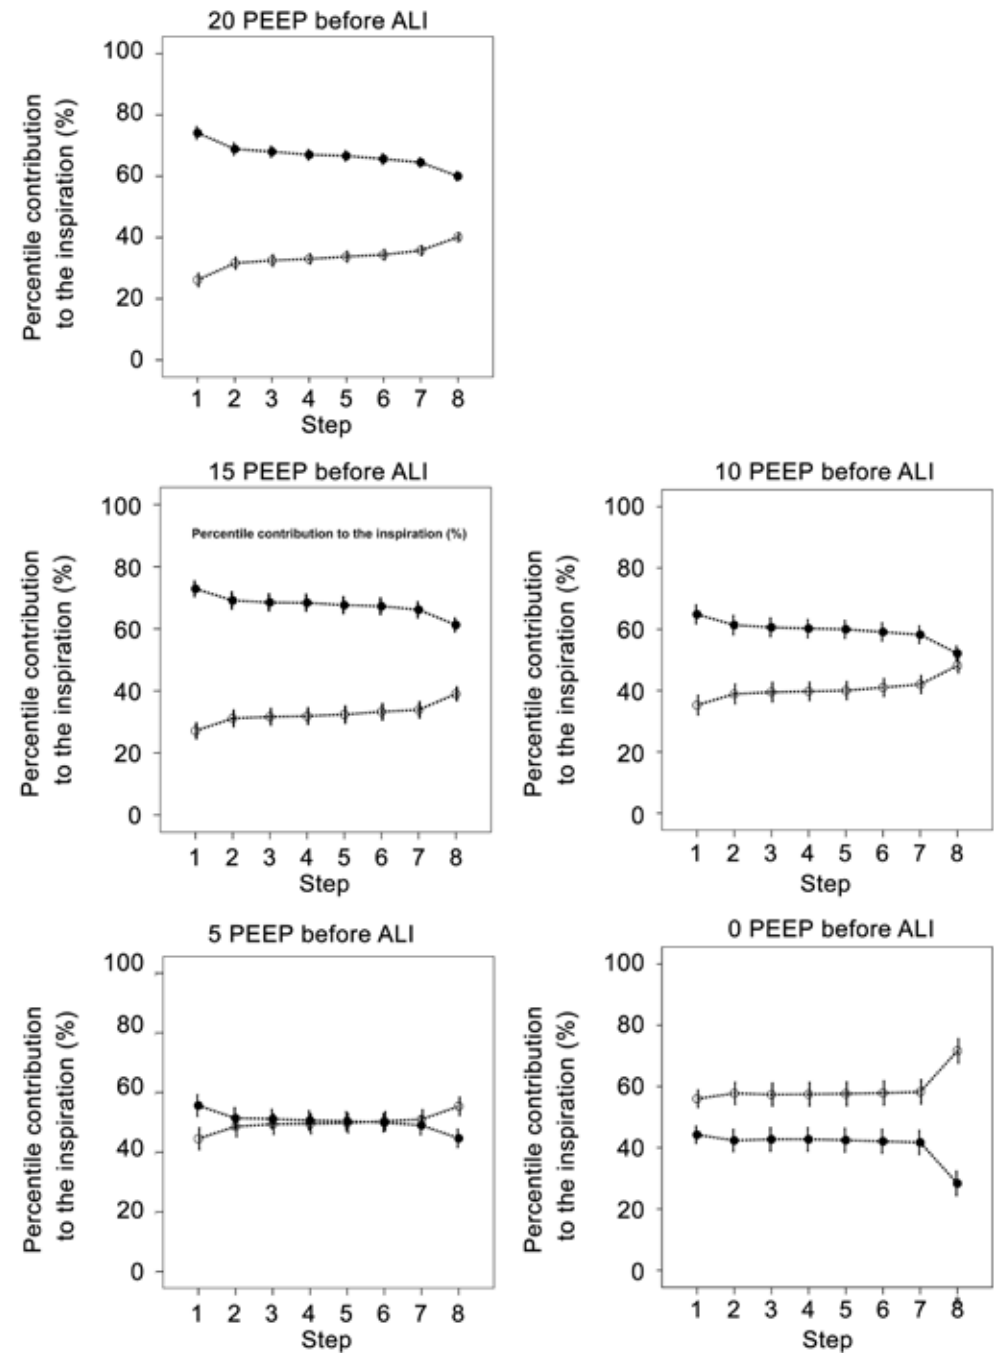 20 PEEP before ALI
Percentile contribution
to the inspiration (%)
100
80
60
40
20
0
1 2 3 4 5 6 7 8
Step
15 PEEP before ALI
Percentile contribution to the inspiration (%)
Percentile contribution
to the inspiration (%)
100
80
60
40
20
0
1 2 3 4 5 6 7 8
Step
10 PEEP before ALI
Percentile contribution
to the inspiration (%)
100
80
60
40
20
0
1 2 3 4 5 6 7 8
Step
5 PEEP before ALI
Percentile contribution
to the inspiration (%)
100
80
60
40
20
0
1 2 3 4 5 6 7 8
Step
0 PEEP before ALI
Percentile contribution
to the inspiration (%)
100
80
60
40
20
0
1 2 3 4 5 6 7 8
Step